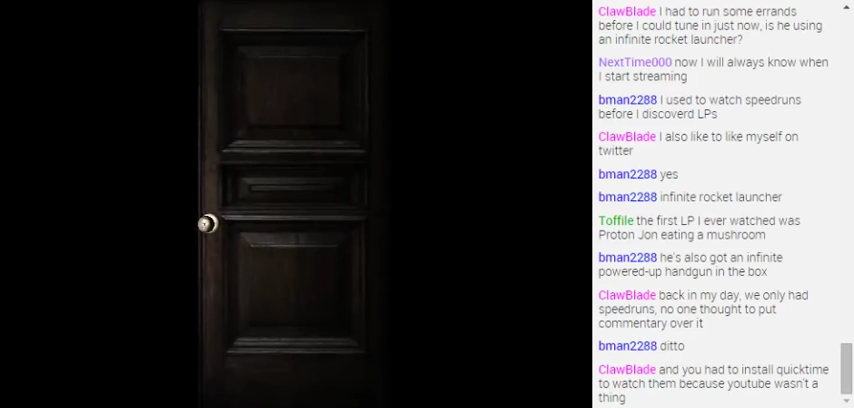 ClawBlade I had to run some errands
before I could tune in just now, is he using
an infinite rocket launcher?
NextTime000 now I will always know when
I start streaming
bman2288 I used to watch speedruns
before I discoverd LPs
ClawBlade I also like to like myself on
twitter
bman2288 yes
bman2288 infinite rocket launcher
Toffile the first LP I ever watched was
Proton Jon eating a mushroom
bman2288 he's also got an infinite
powered-up handgun in the box
ClawBlade back in my day, we only had
speedruns, no one thought to put
commentary over it
bman2288 ditto
ClawBlade and you had to install quicktime
to watch them because youtube wasn't a
thing